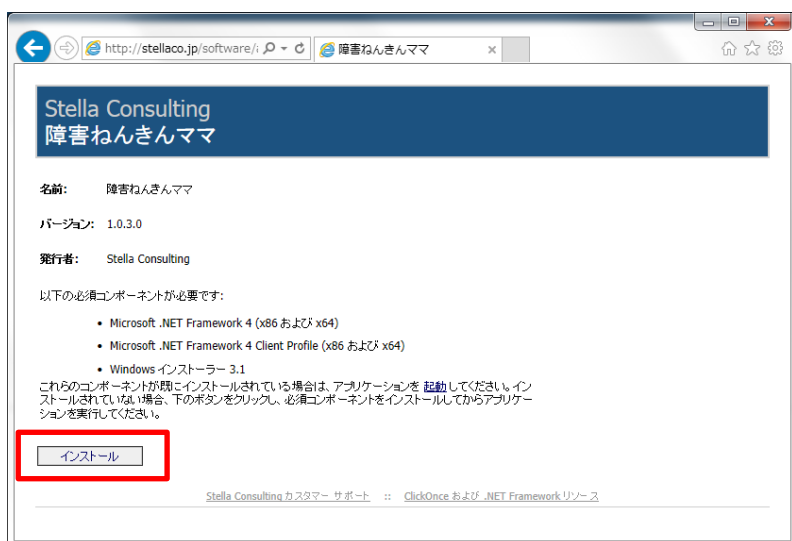 http://stellaco.jp/software/i
障害ねんきんママ
Stella Consulting
障害ねんきんママ
名前: 障害ねんきんママ
バージョン: 1.0.3.0
発行者: Stella Consulting
以下の必須コンポーネントが必要です:
• Microsoft .NET Framework 4 (x86 および x64)
• Microsoft .NET Framework 4 Client Profile (x86 および x64)
• Windows インストーラー 3.1
これらのコンポーネントが既にインストールされている場合は、アプリケーションを 起動 してください。イン
ストールされていない場合、下のボタンをクリックし、必須コンポーネントをインストールしてからアプリケー
ションを実行してください。
インストール
Stella Consulting カスタマー サポート :: ClickOnce および .NET Framework リソース